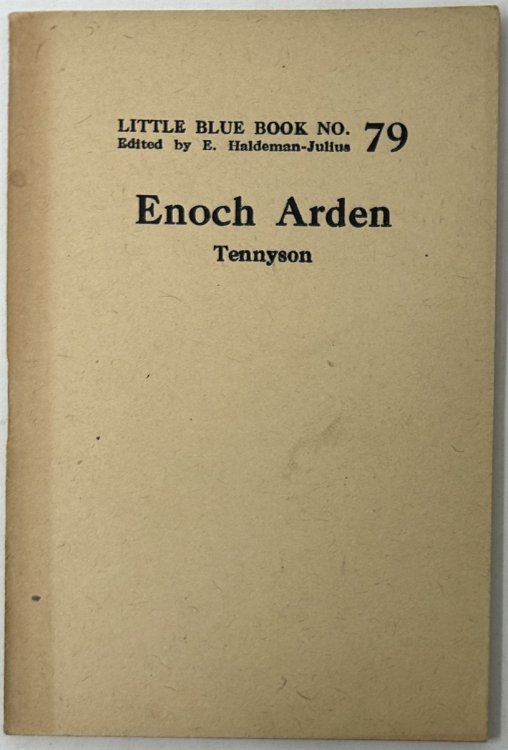 LITTLE BLUE BOOK NO. 79
Edited by E. Haldeman-Julius
Enoch Arden
Tennyson